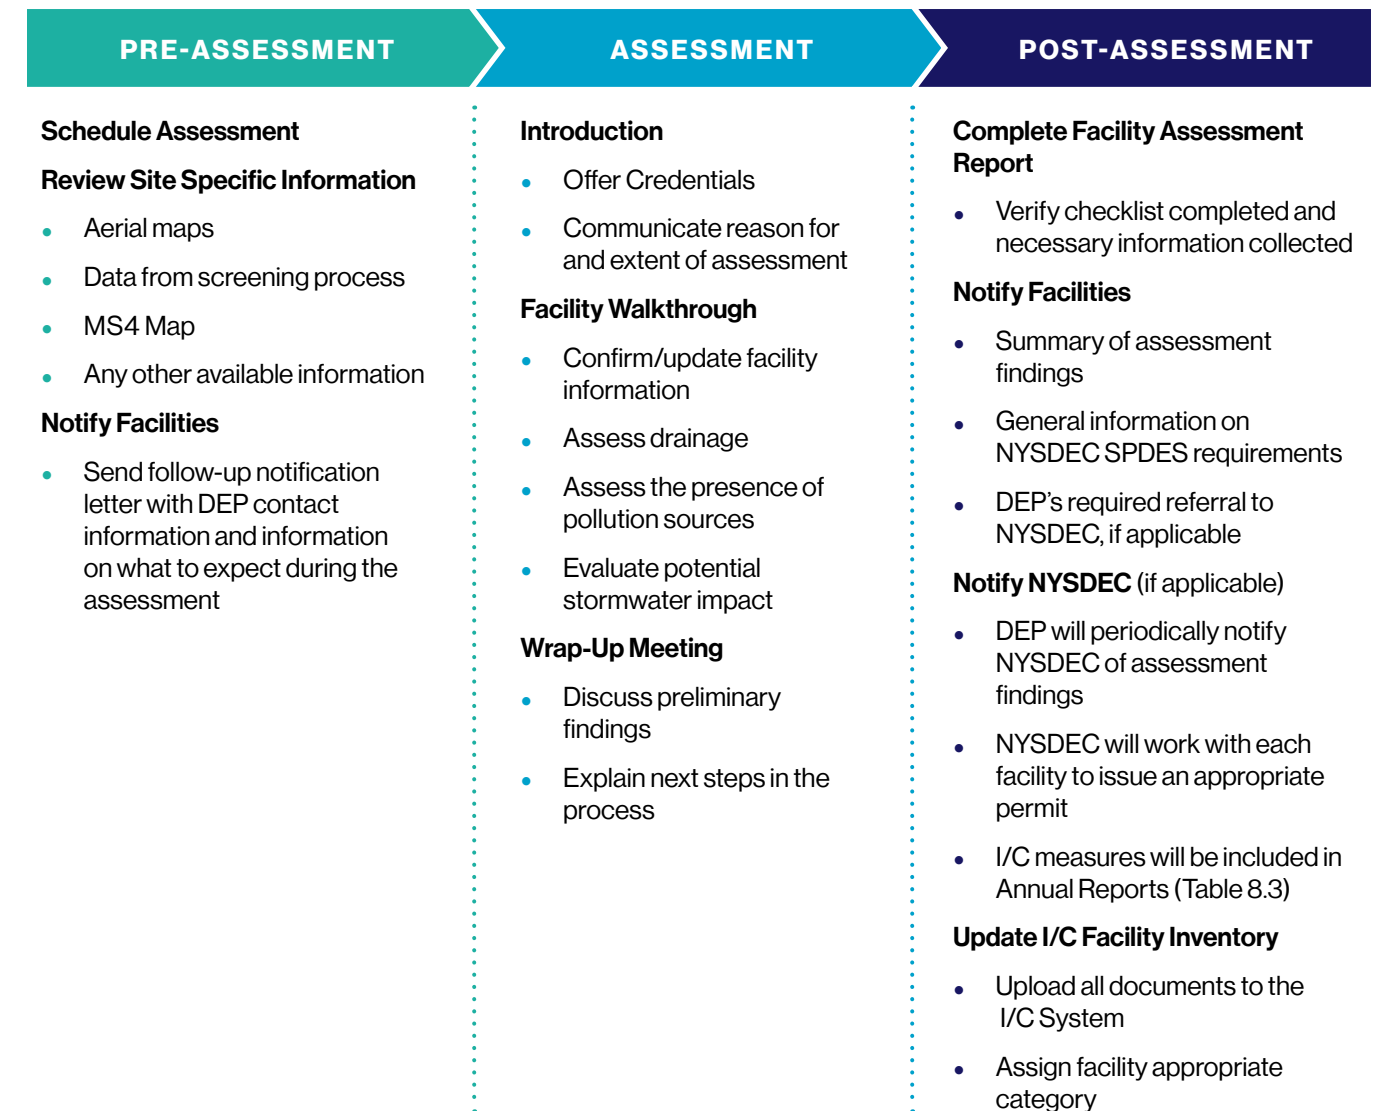 PRE-ASSESSMENT
Schedule Assessment
Review Site Specific Information
• Aerial maps
• Data from screening process
• MS4 Map
• Any other available information
Notify Facilities
• Send follow-up notification
letter with DEP contact
information and information
on what to expect during the
assessment
ASSESSMENT
Introduction
• Offer Credentials
• Communicate reason for
and extent of assessment
Facility Walkthrough
• Confirm/update facility
information
• Assess drainage
• Assess the presence of
pollution sources
• Evaluate potential
stormwater impact
Wrap-Up Meeting
• Discuss preliminary
findings
• Explain next steps in the
process
POST-ASSESSMENT
Complete Facility Assessment
Report
• Verify checklist completed and
necessary information collected
Notify Facilities
• Summary of assessment
findings
• General information on
NYSDEC SPDES requirements
• DEP’s required referral to
NYSDEC, if applicable
Notify NYSDEC (if applicable)
• DEP will periodically notify
NYSDEC of assessment
findings
• NYSDEC will work with each
facility to issue an appropriate
permit
• I/C measures will be included in
Annual Reports (Table 8.3)
Update I/C Facility Inventory
• Upload all documents to the
I/C System
• Assign facility appropriate
category